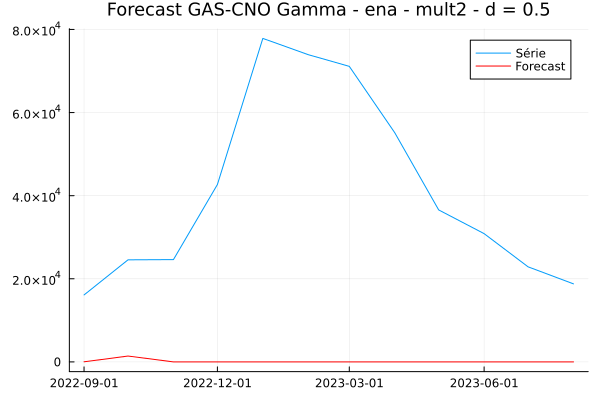 Forecast GAS-CNO Gamma - ena - mult2 - d = 0.5
Série
Forecast
8.0×10⁴
6.0×10⁴
4.0×10⁴
2.0×10⁴
0
2022-09-01 2022-12-01 2023-03-01 2023-06-01